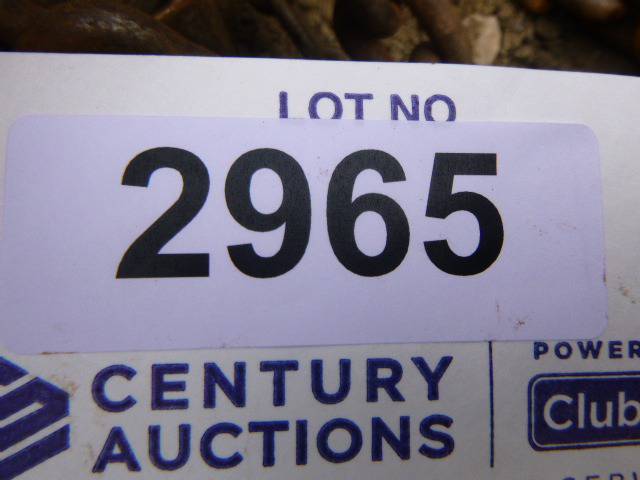 LOT NO
2965
CENTURY
AUCTIONS
POWER
Club